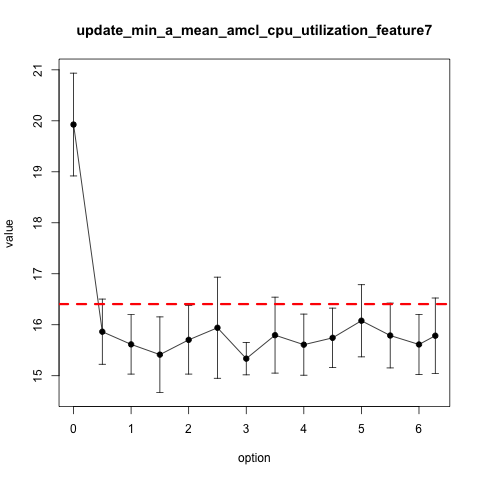 update_min_a_mean_amcl_cpu_utilization_feature7
21
20
19
18
17
16
15
value
0 1 2 3 4 5 6
option